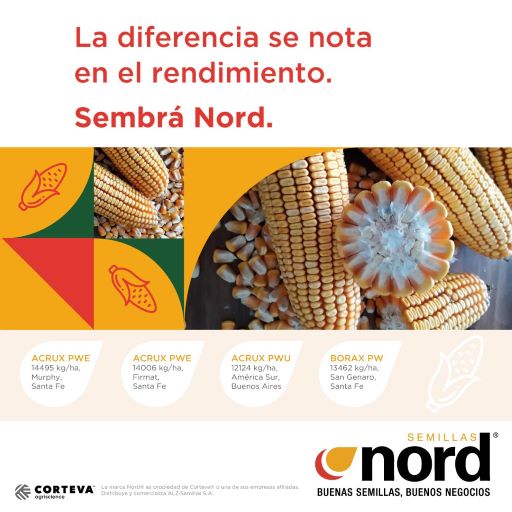 La diferencia se nota
en el rendimiento.
Sembrá Nord.
ACRUX PWE
14495 kg/ha,
Murphy,
Santa Fe
ACRUX PWE
14006 kg/ha,
Firmat,
Santa Fe
ACRUX PWU
12124 kg/ha,
América Sur,
Buenos Aires
BORAX PW
13462 kg/ha,
San Genaro,
Santa Fe
SEMILLAS
nord®
BUENAS SEMILLAS, BUENOS NEGOCIOS
CORTEVA™
agriscience
La marca Nord® es propiedad de Corteva® o una de sus empresas afiliadas.
Distribuye y comercializa ALZ-Semillas S.A.